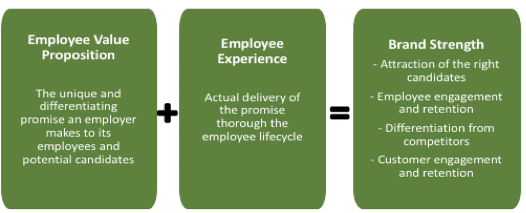 Employee Value
Proposition
The unique and
differentiating
promise an employer
makes to its
employees and
potential candidates
+
Employee
Experience
Actual delivery of
the promise
thorough the
employee lifecycle
=
Brand Strength
- Attraction of the right
candidates
- Employee engagement
and retention
- Differentiation from
competitors
- Customer engagement
and retention